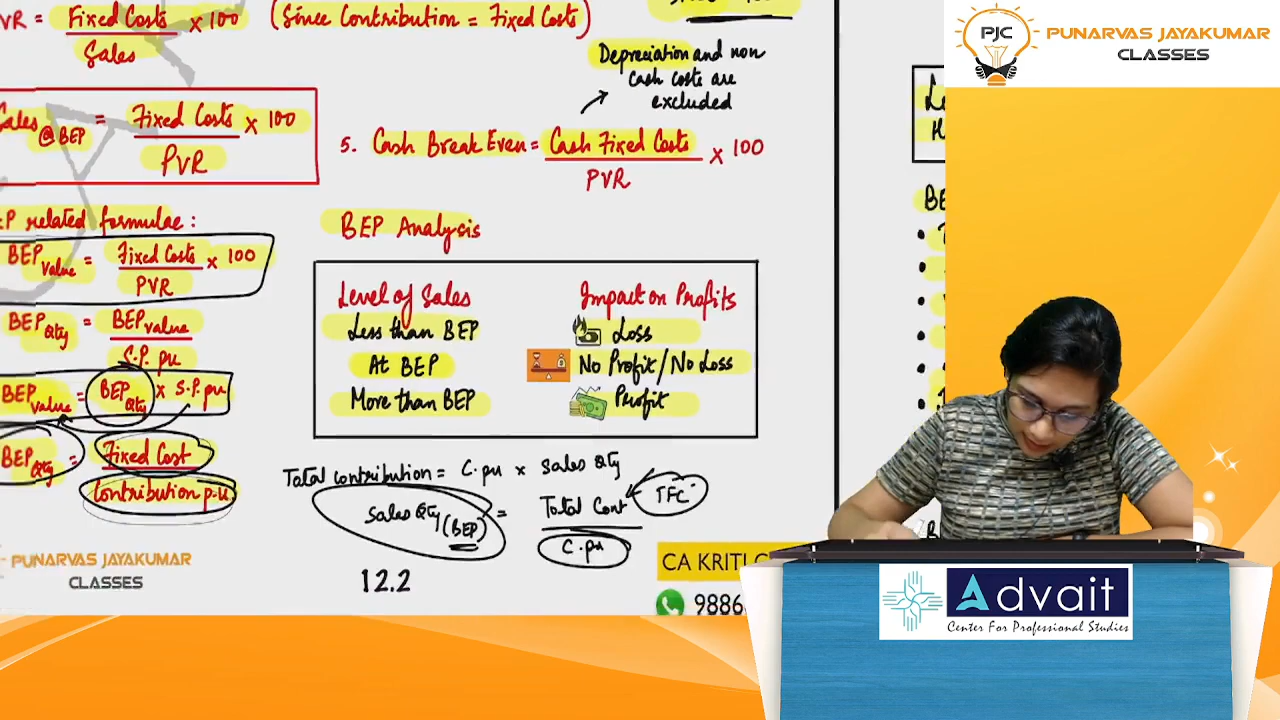 VR = Fixed Costs × 100 (Since Contribution = Fixed Costs)
Sales
Sales @BEP = Fixed Costs × 100
PVR
P related formulae :
BEP Value = Fixed Costs × 100
PVR
BEP Qty = BEP Value
S.P. pu
BEP Value = BEP Qty × S.P. pu
BEP Qty = Fixed Cost
Contribution p.u
PUNARVAS JAYAKUMAR
CLASSES
Depreciation and non
cash costs are
excluded
5. Cash Break Even = Cash Fixed Costs × 100
PVR
BEP Analysis
Level of Sales Impact on Profits
Less than BEP Loss
At BEP No Profit/No Loss
More than BEP Profit
Total contribution = C.pu × Sales Qty
Sales Qty (BEP) = Total Cont TFC
C.pu
12.2
CA KRITI
9886
BE
PJC
PUNARVAS JAYAKUMAR
CLASSES
Advait
Center For Professional Studies